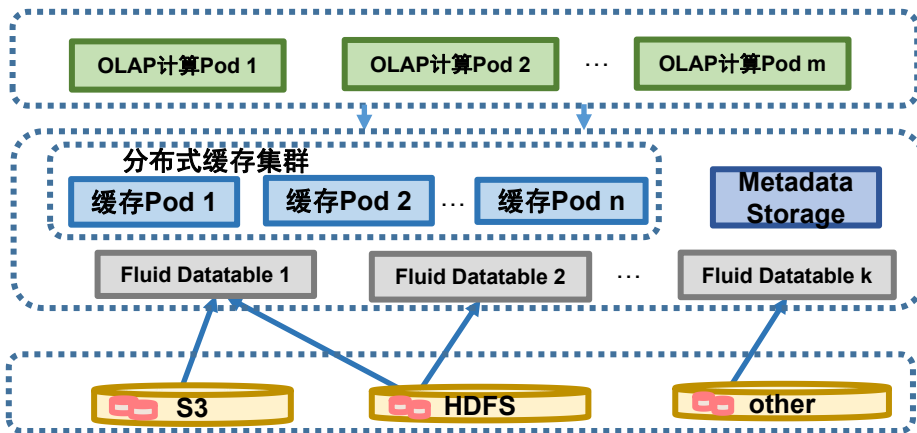 OLAP计算Pod 1
OLAP计算Pod 2
...
OLAP计算Pod m
分布式缓存集群
缓存Pod 1
缓存Pod 2
...
缓存Pod n
Metadata
Storage
Fluid Datatable 1
Fluid Datatable 2
...
Fluid Datatable k
S3
HDFS
other